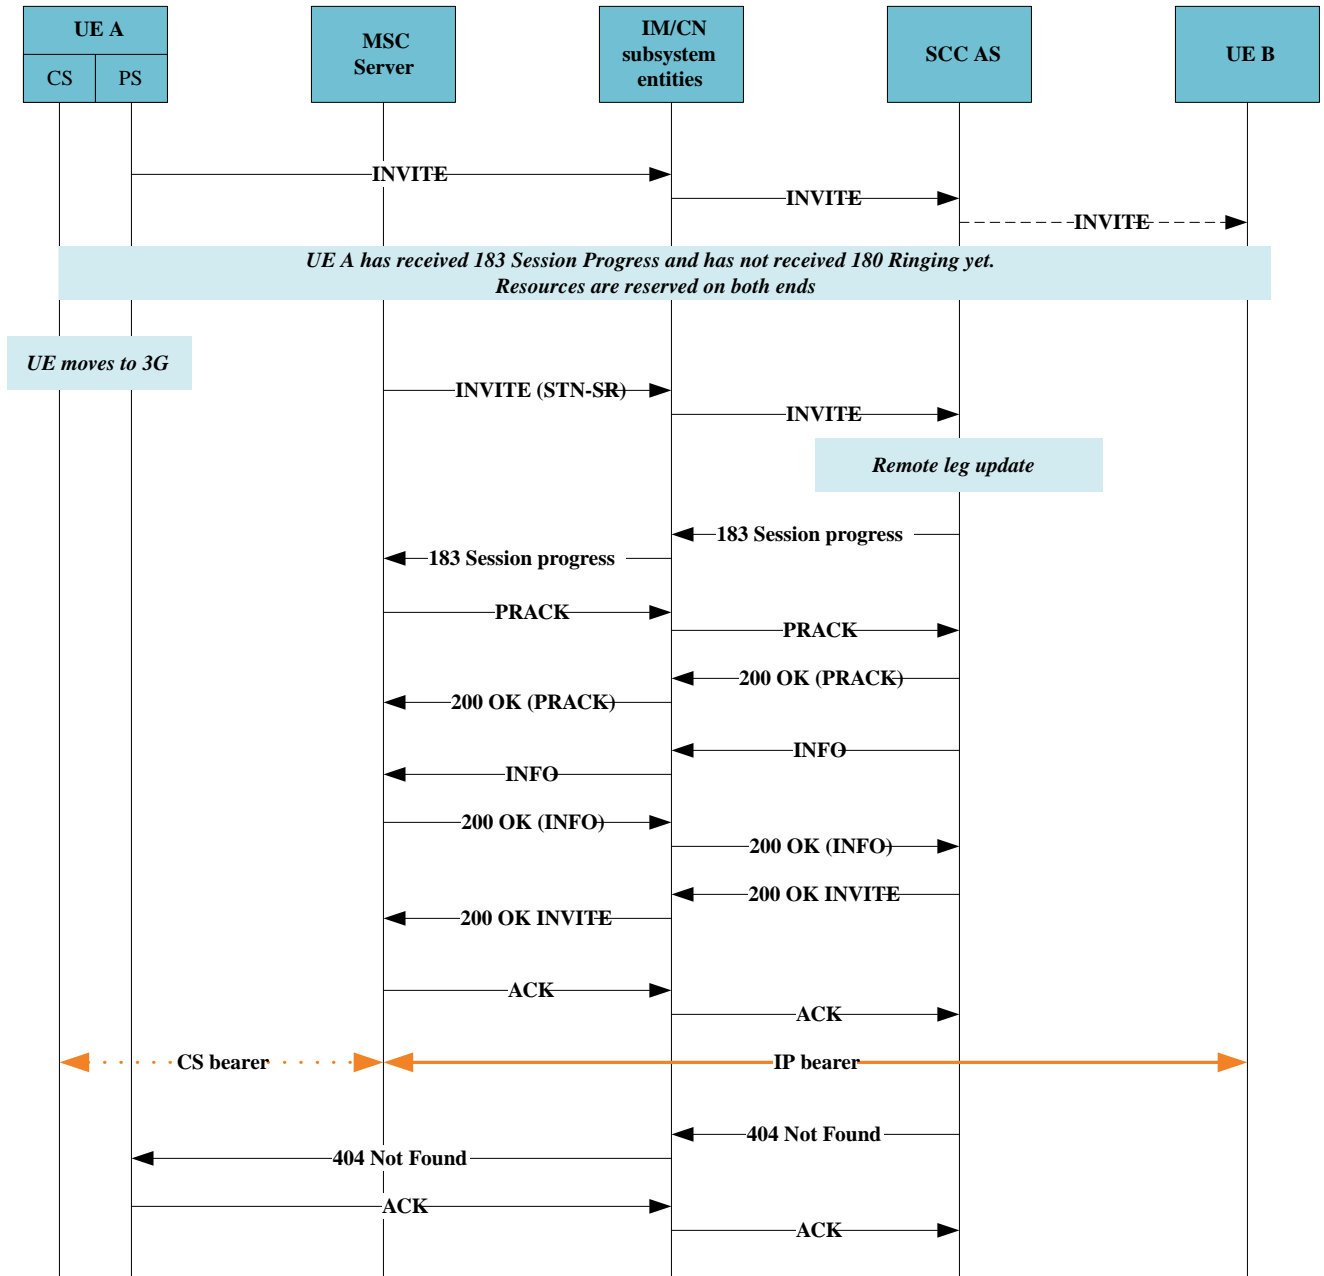 UE A
CS
PS
MSC
Server
IM/CN
subsystem
entities
SCC AS
UE B
INVITE
INVITE
INVITE
UE A has received 183 Session Progress and has not received 180 Ringing yet.
Resources are reserved on both ends
UE moves to 3G
INVITE (STN-SR)
INVITE
Remote leg update
183 Session progress
183 Session progress
PRACK
PRACK
200 OK (PRACK)
200 OK (PRACK)
INFO
INFO
200 OK (INFO)
200 OK (INFO)
200 OK INVITE
200 OK INVITE
ACK
ACK
CS bearer
IP bearer
404 Not Found
404 Not Found
ACK
ACK